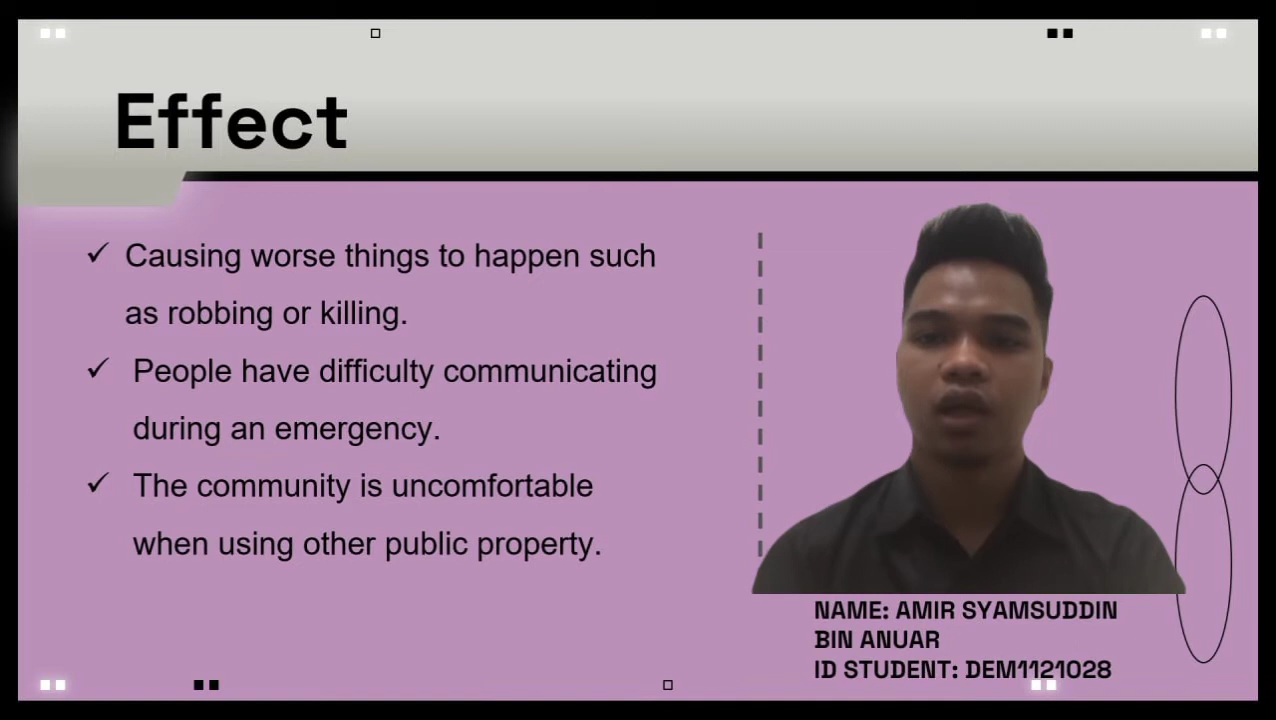 Effect
✓ Causing worse things to happen such
as robbing or killing.
✓ People have difficulty communicating
during an emergency.
✓ The community is uncomfortable
when using other public property.
NAME: AMIR SYAMSUDDIN
BIN ANUAR
ID STUDENT: DEM1121028